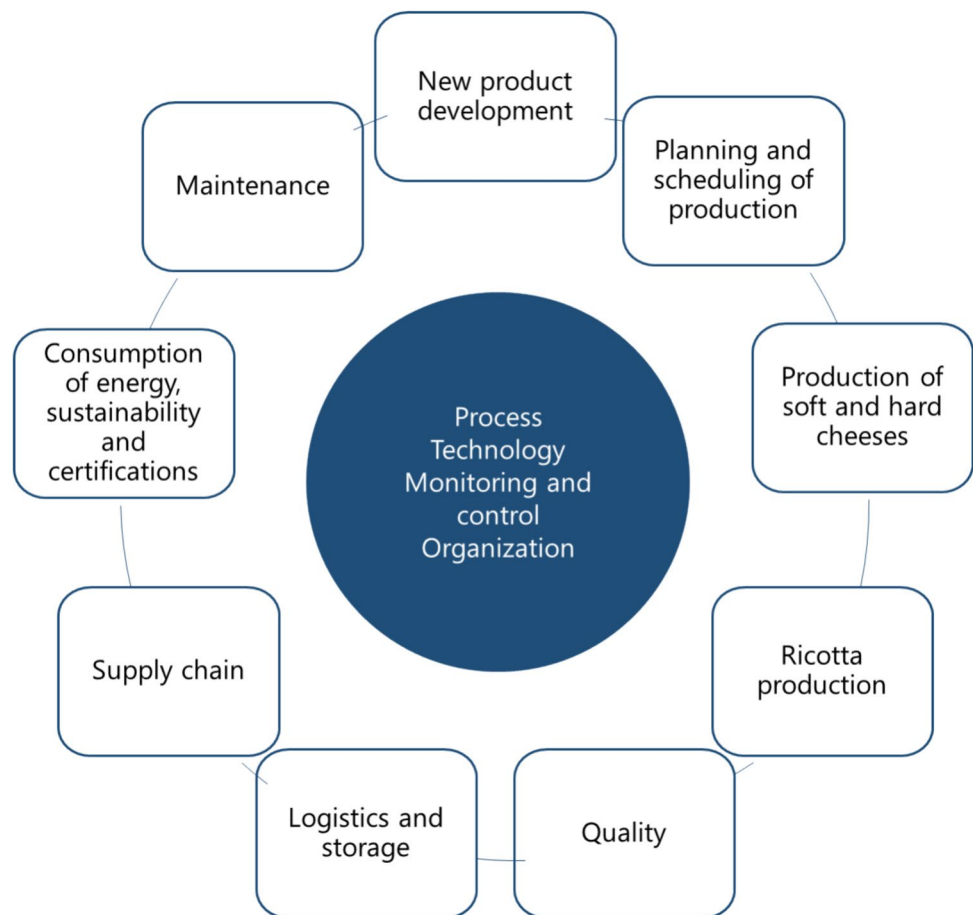 New product
development
Planning and
scheduling of
production
Production of
soft and hard
cheeses
Ricotta
production
Quality
Logistics and
storage
Supply chain
Consumption
of energy,
sustainability
and
certifications
Maintenance
Process
Technology
Monitoring and
control
Organization